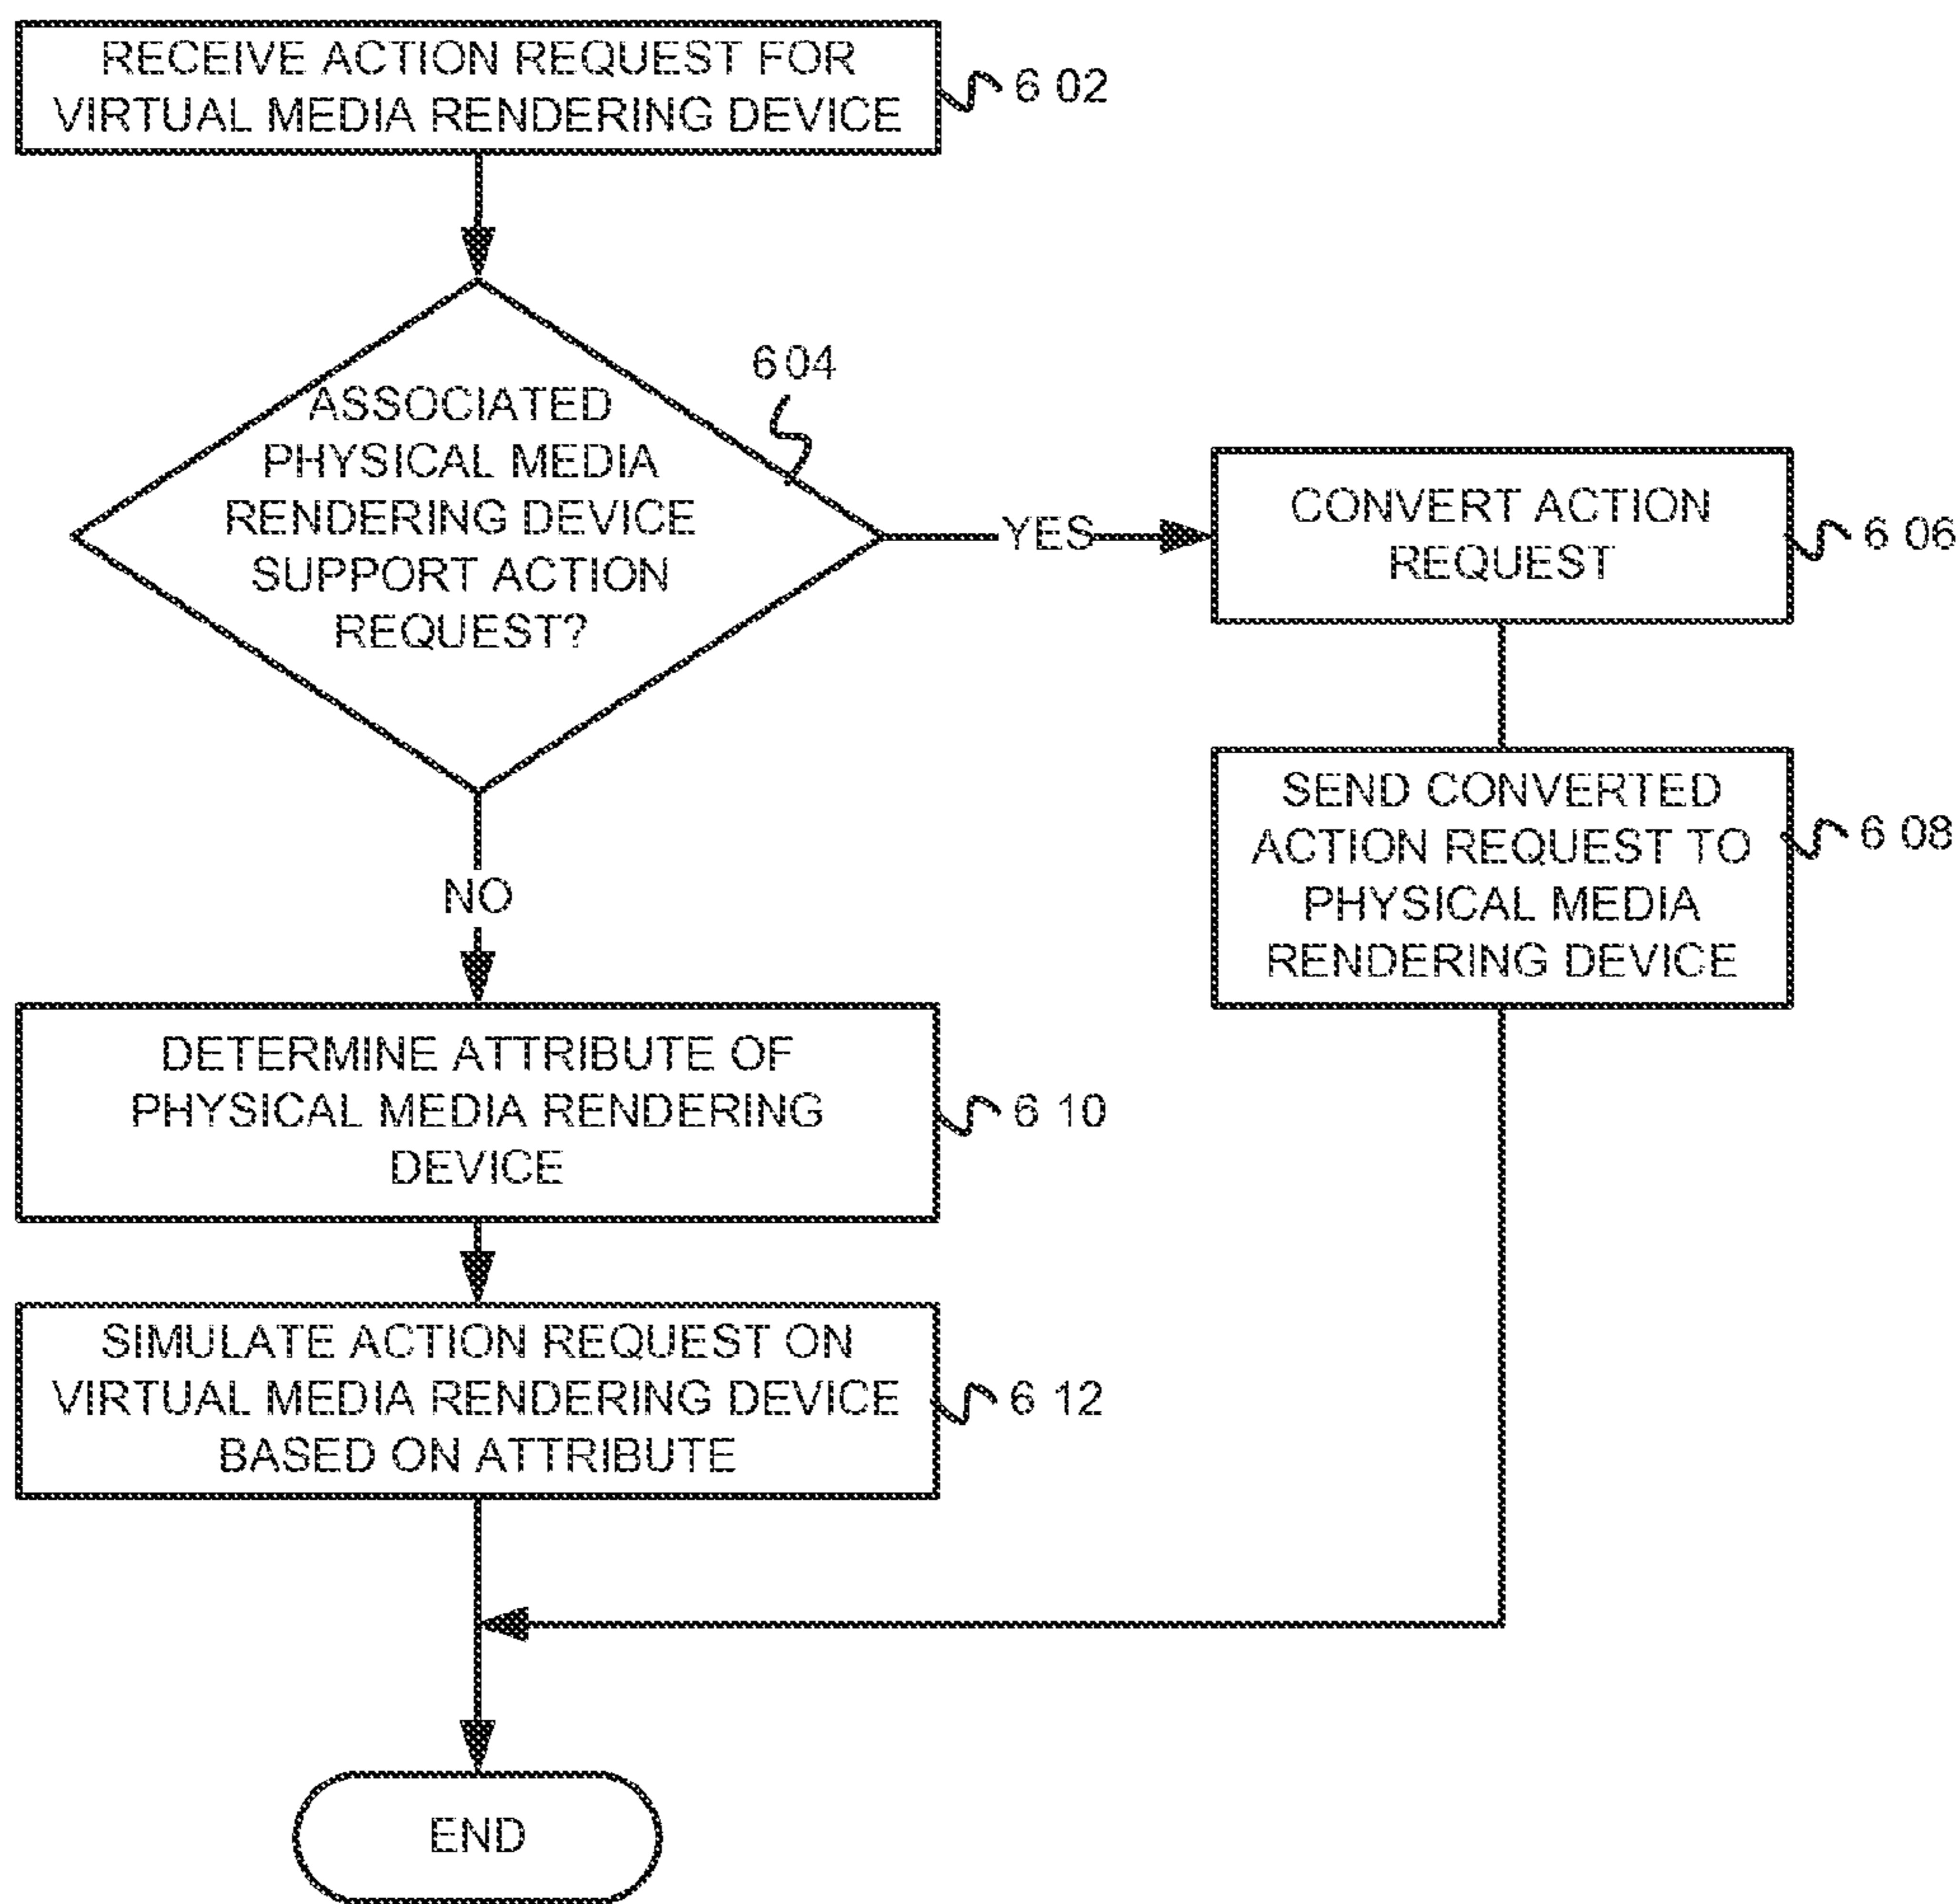 RECEIVE ACTION REQUEST FOR
VIRTUAL MEDIA RENDERING DEVICE
6 02
604
ASSOCIATED
PHYSICAL MEDIA
RENDERING DEVICE
SUPPORT ACTION
REQUEST?
YES
CONVERT ACTION
REQUEST
6 06
SEND CONVERTED
ACTION REQUEST TO
PHYSICAL MEDIA
RENDERING DEVICE
6 08
NO
DETERMINE ATTRIBUTE OF
PHYSICAL MEDIA RENDERING
DEVICE
6 10
SIMULATE ACTION REQUEST ON
VIRTUAL MEDIA RENDERING DEVICE
BASED ON ATTRIBUTE
6 12
END